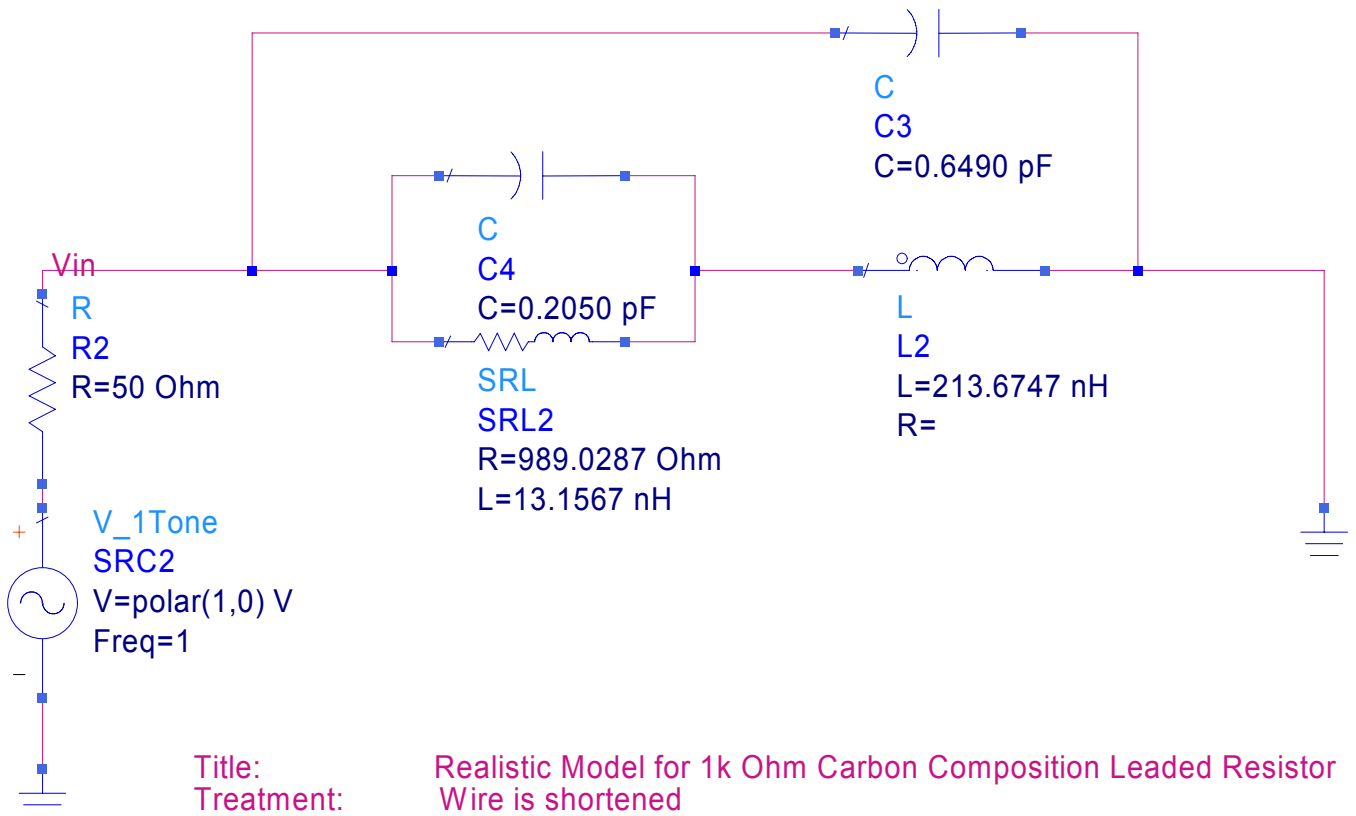 C
C3
C=0.6490 pF
C
C4
C=0.2050 pF
Vin
R
R2
R=50 Ohm
L
L2
L=213.6747 nH
R=
SRL
SRL2
R=989.0287 Ohm
L=13.1567 nH
+
V_1Tone
SRC2
V=polar(1,0) V
Freq=1
–
Title: Realistic Model for 1k Ohm Carbon Composition Leaded Resistor
Treatment: Wire is shortened